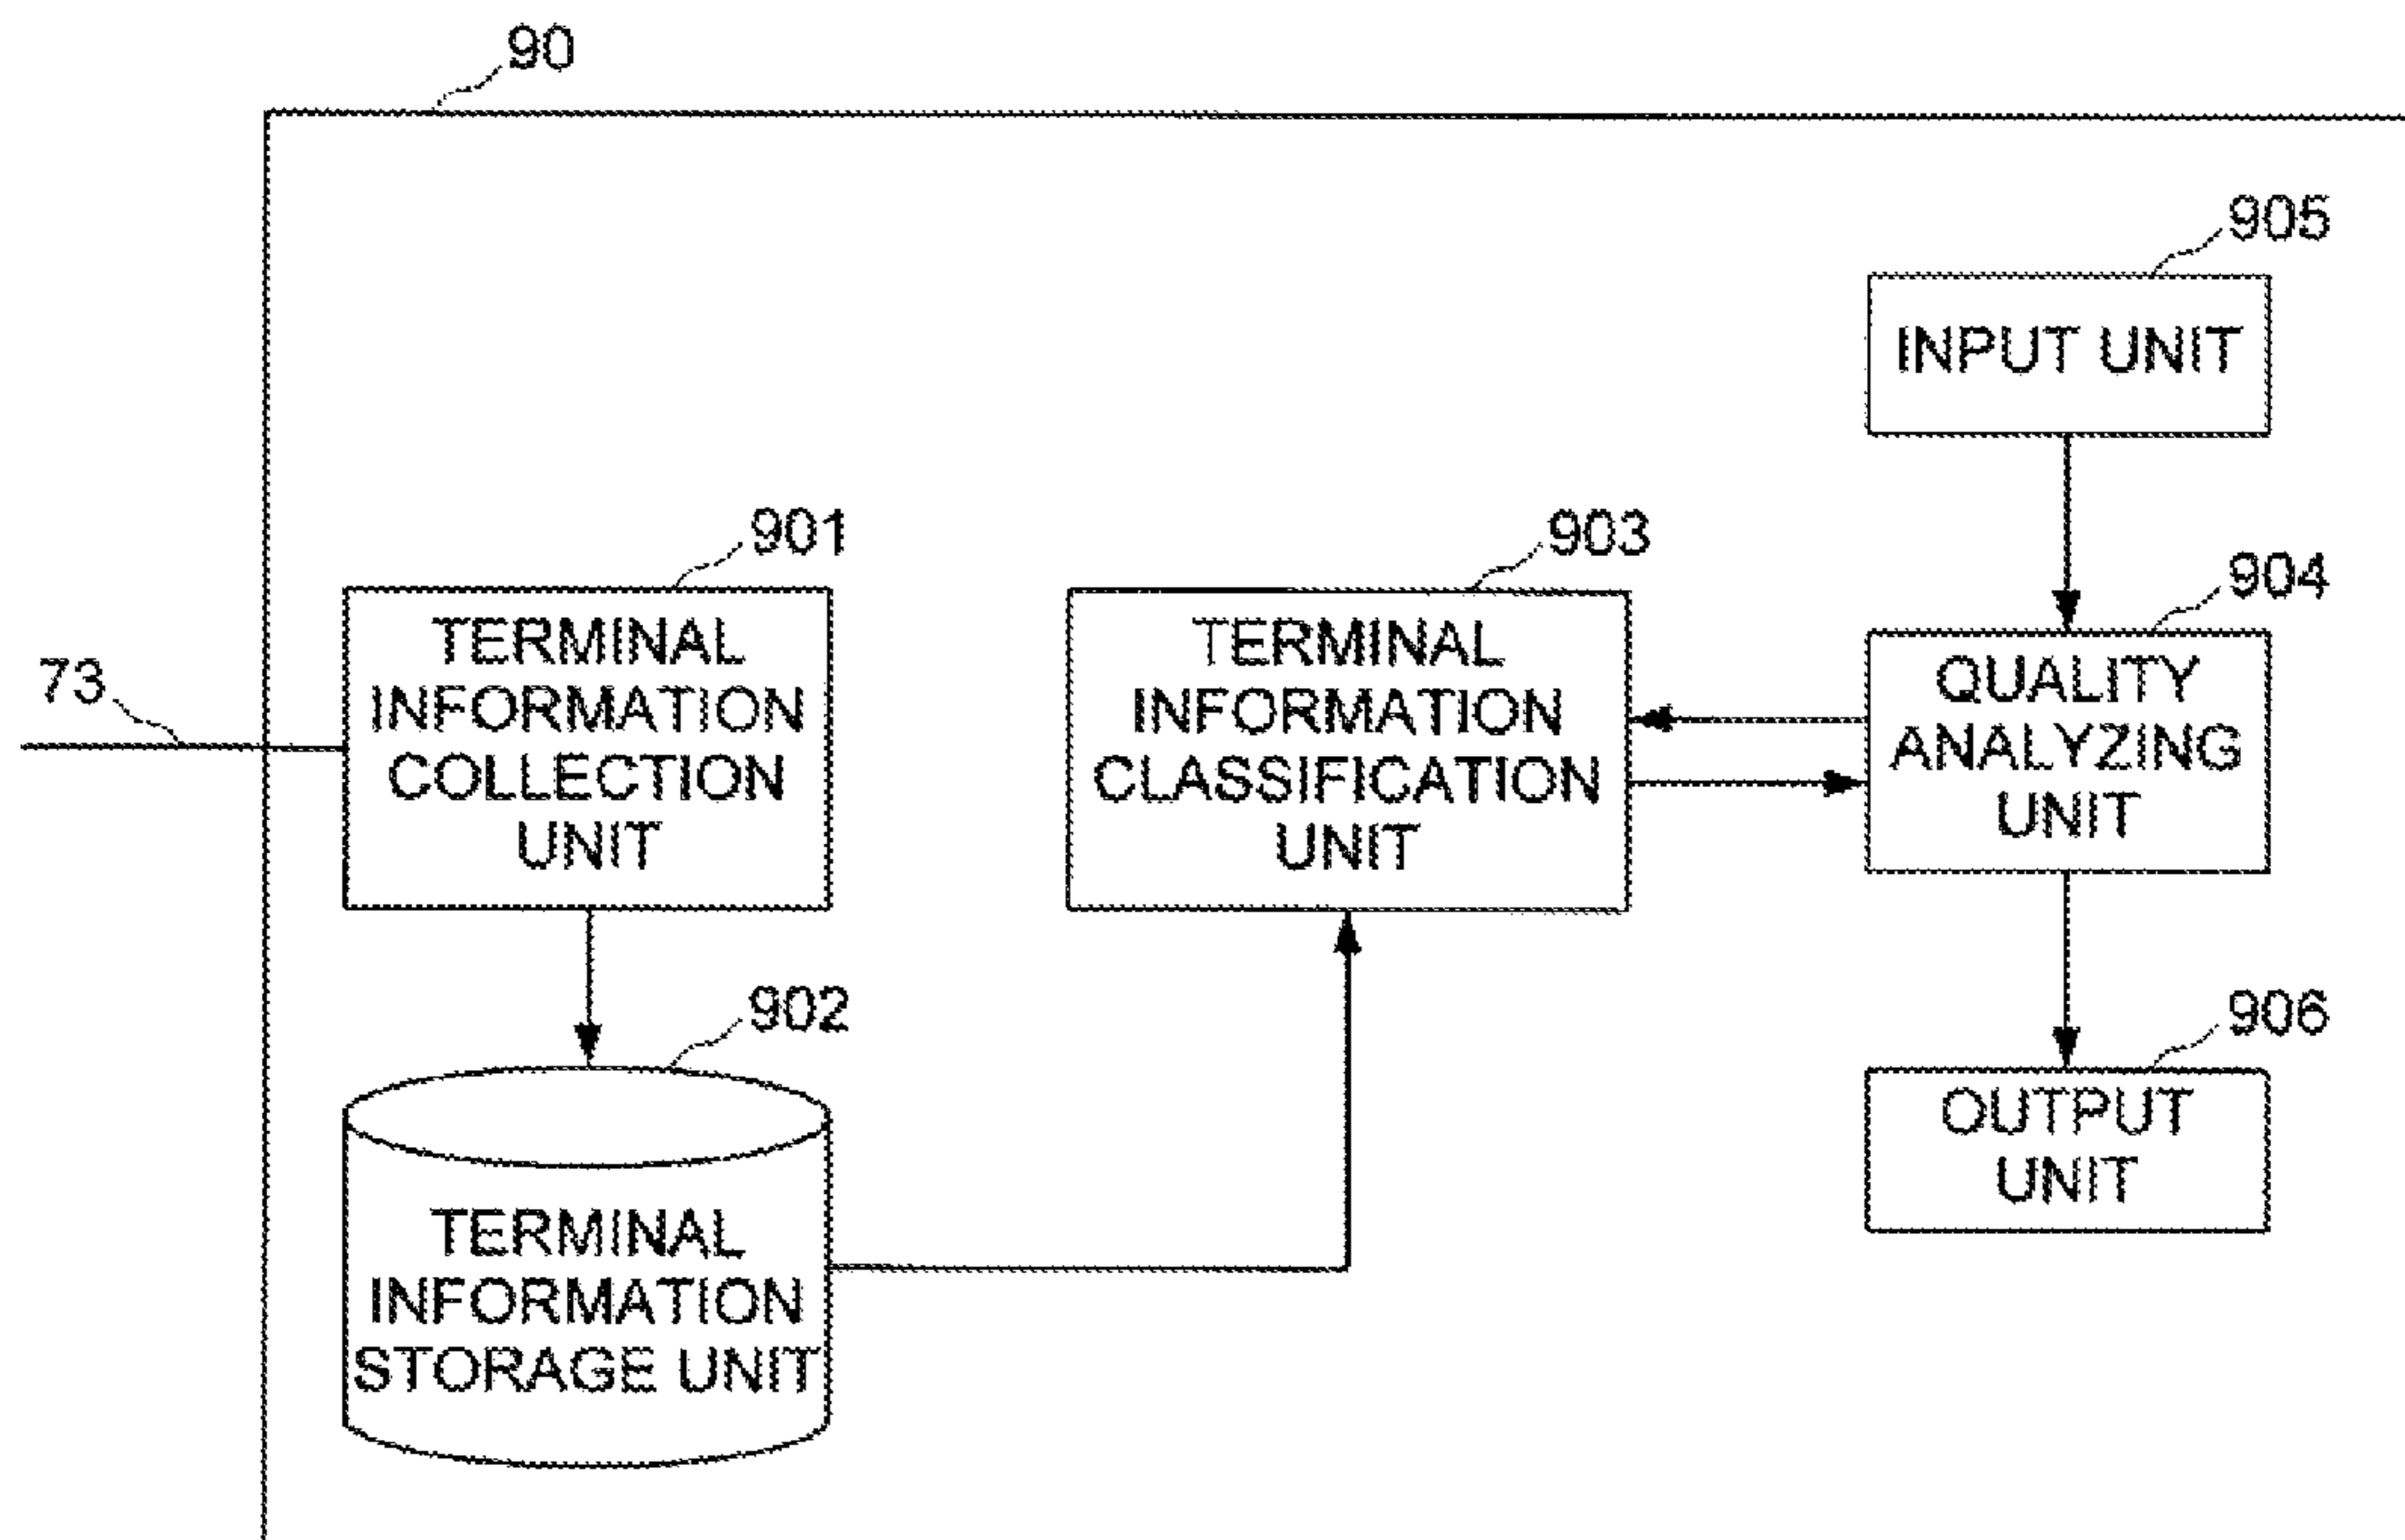 90
905
INPUT UNIT
901
TERMINAL
INFORMATION
COLLECTION
UNIT
903
TERMINAL
INFORMATION
CLASSIFICATION
UNIT
904
QUALITY
ANALYZING
UNIT
73
902
TERMINAL
INFORMATION
STORAGE UNIT
906
OUTPUT
UNIT